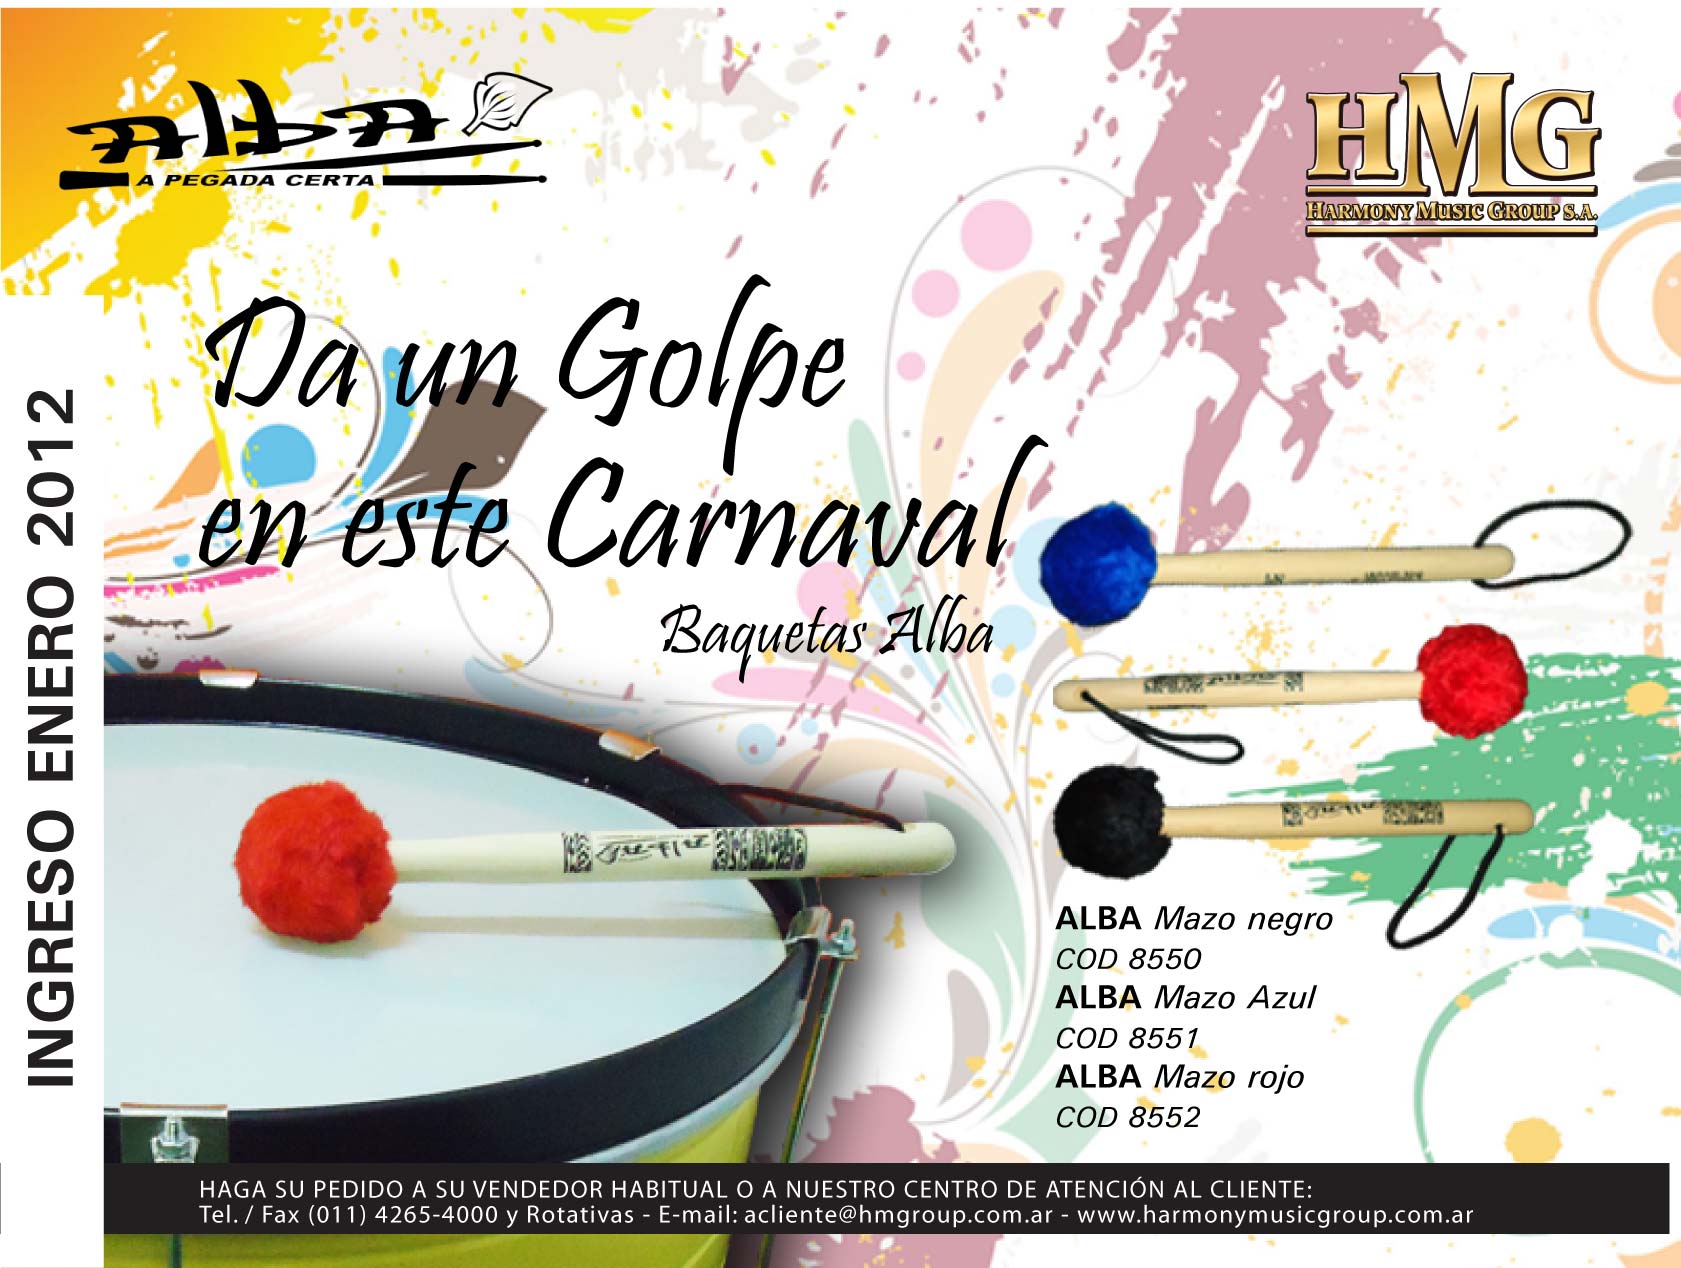 alba
A PEGADA CERTA
HMG
HARMONY MUSIC GROUP S.A.
INGRESO ENERO 2012
Da un Golpe
en este Carnaval
Baquetas Alba
ALBA Mazo negro
COD 8550
ALBA Mazo Azul
COD 8551
ALBA Mazo rojo
COD 8552
HAGA SU PEDIDO A SU VENDEDOR HABITUAL O A NUESTRO CENTRO DE ATENCIÓN AL CLIENTE:
Tel. / Fax (011) 4265-4000 y Rotativas - E-mail: acliente@hmgroup.com.ar - www.harmonymusicgroup.com.ar